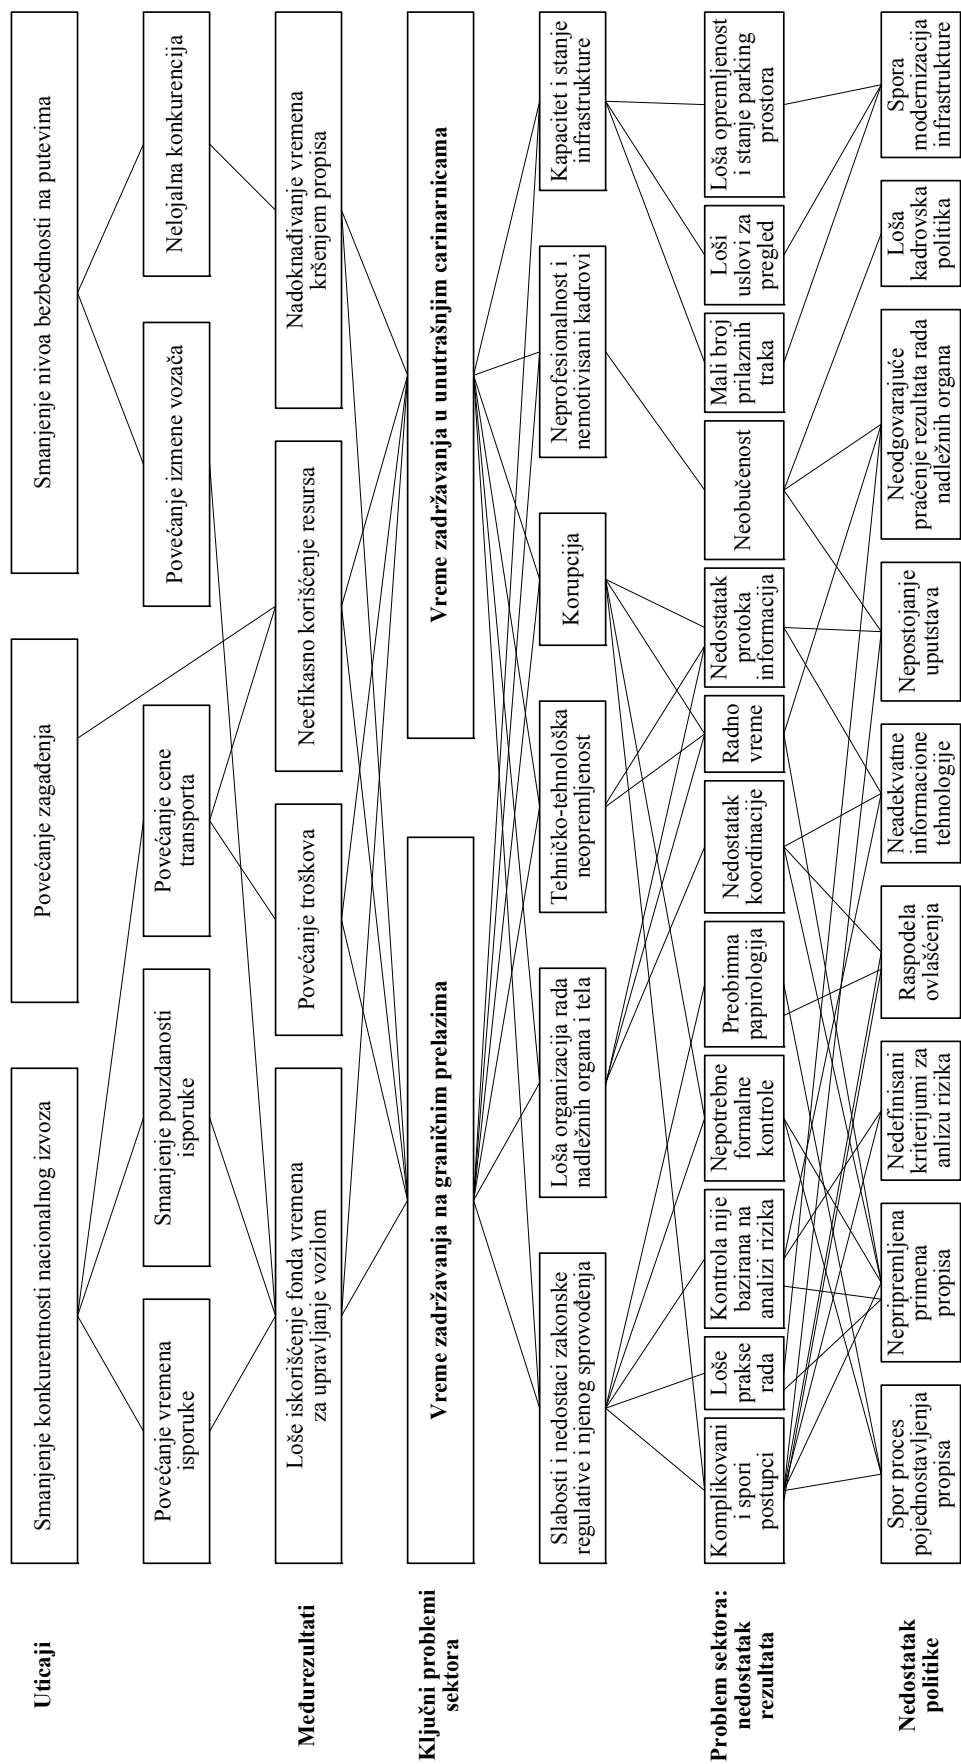 Uticaji
Smanjenje konkurentnosti nacionalnog izvoza
Povećanje zagađenja
Smanjenje nivoa bezbednosti na putevima
Povećanje vremena
isporuke
Smanjenje pouzdanosti
isporuke
Povećanje cene
transporta
Povećanje izmene vozača
Nelojalna konkurencija
Međurezultati
Loše iskorišćenje fonda vremena
za upravljanje vozilom
Povećanje troškova
Neefikasno korišćenje resursa
Nadoknađivanje vremena
kršenjem propisa
Ključni problemi
sektora
Vreme zadržavanja na graničnim prelazima
Vreme zadržavanja u unutrašnjim carinarnicama
Slabosti i nedostaci zakonske
regulative i njenog sprovođenja
Loša organizacija rada
nadležnih organa i tela
Tehničko-tehnološka
neopremljenost
Korupcija
Neprofesionalnost i
nemotivisani kadrovi
Kapacitet i stanje
infrastrukture
Problem sektora:
nedostatak
rezultata
Komplikovani
i spori
postupci
Loše
prakse
rada
Kontrola nije
bazirana na
analizi rizika
Nepotrebne
formalne
kontrole
Preobimna
papirologija
Nedostatak
koordinacije
Radno
vreme
Nedostatak
protoka
informacija
Neobučenost
Mali broj
prilaznih
traka
Loši
uslovi za
pregled
Loša opremljenost
i stanje parking
prostora
Nedostatak
politike
Spor proces
pojednostavljenja
propisa
Nepripremljena
primena
propisa
Nedefinisani
kriterijumi za
anlizu rizika
Raspodela
ovlašćenja
Neadekvatne
informacione
tehnologije
Nepostojanje
uputstava
Neodgovarajuće
praćenje rezultata rada
nadležnih organa
Loša
kadrovska
politika
Spora
modernizacija
infrastrukture